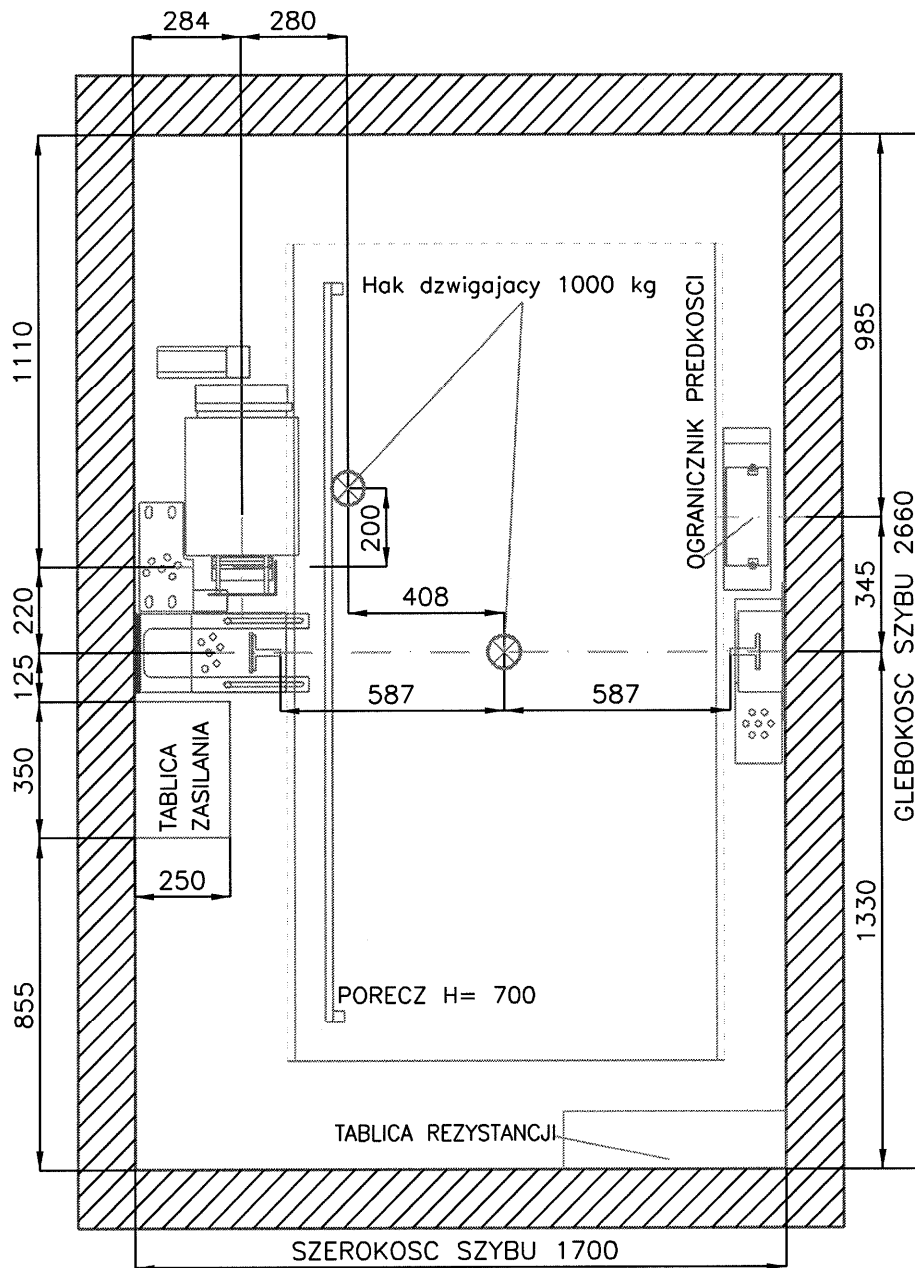 284
280
Hak dzwigajacy 1000 kg
1110
985
OGRANICZNIK PREDKOSCI
200
GLEBOKOSC SZYBU 2660
408
220
345
125
587
587
350
TABLICA
ZASILANIA
250
1330
855
PORECZ H= 700
TABLICA REZYSTANCJI
SZEROKOSC SZYBU 1700